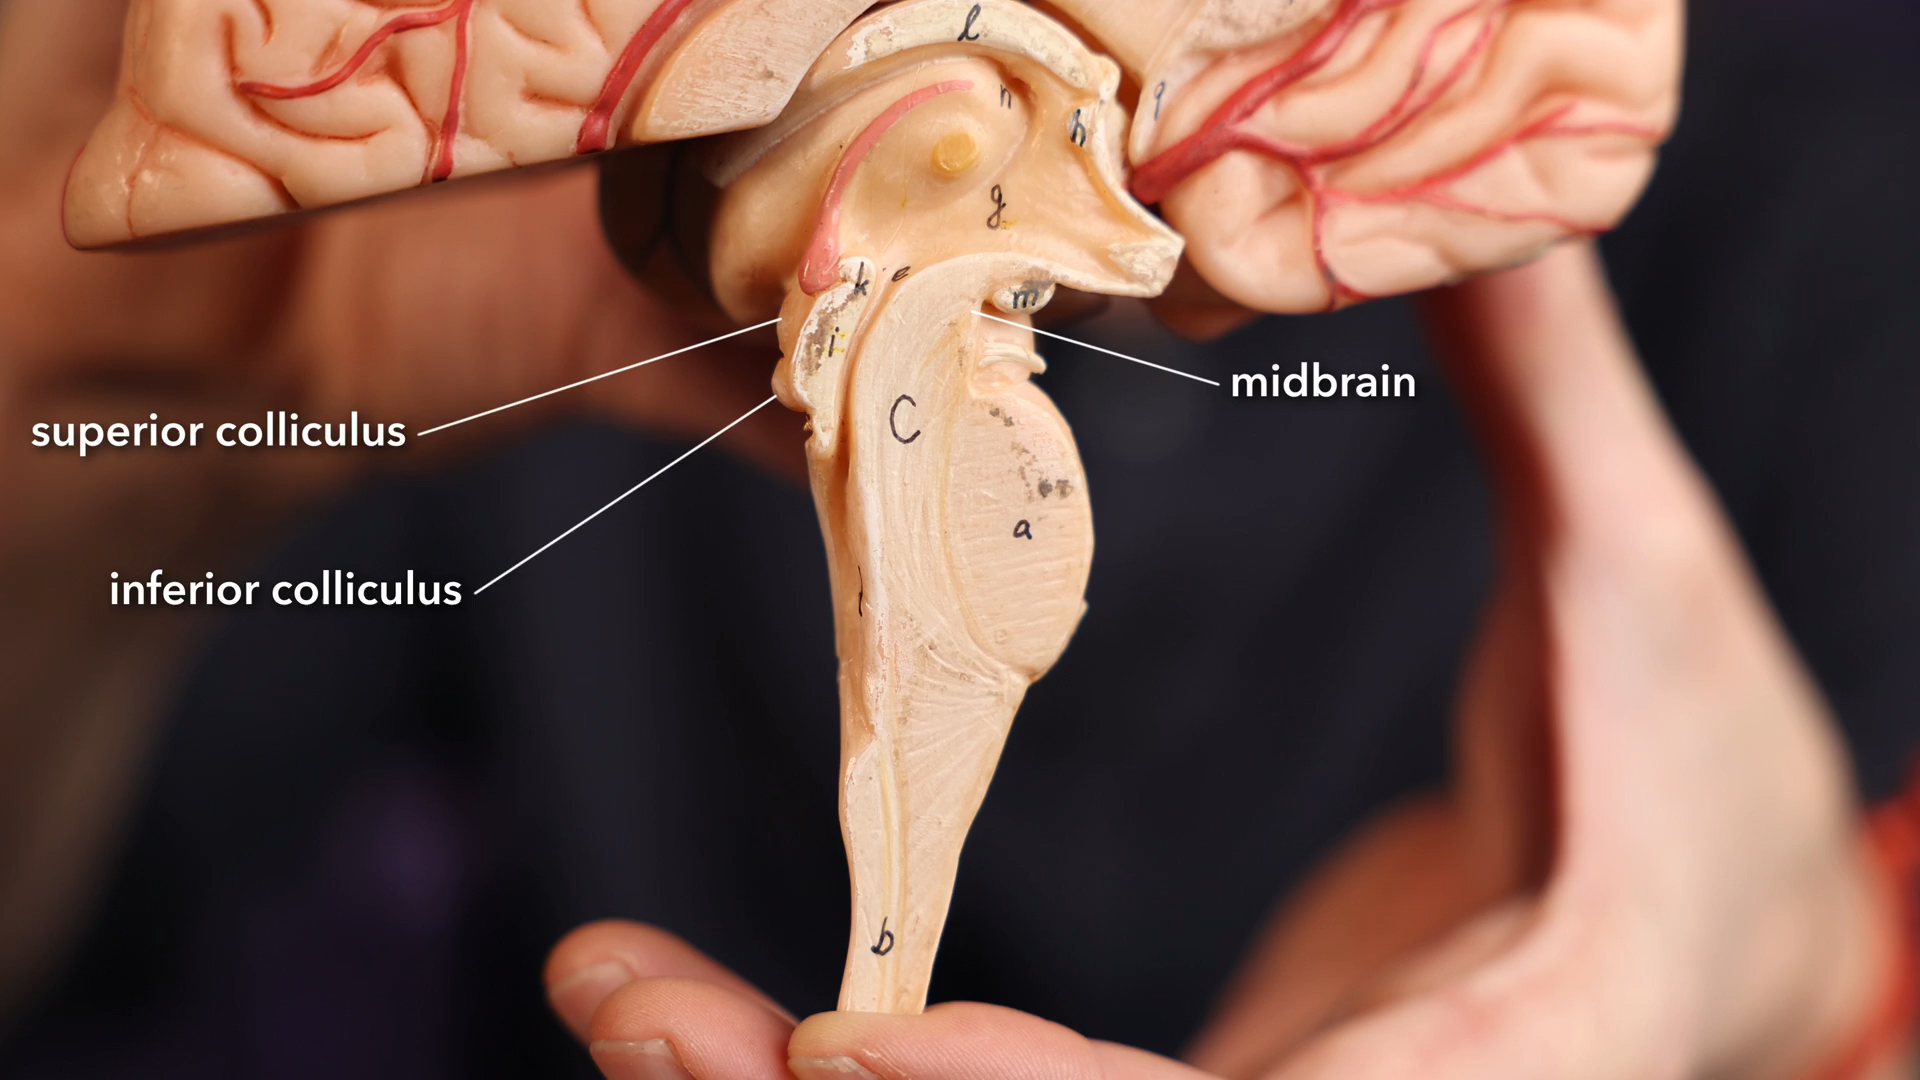 l
n
h
q
g
k
e
m
i
midbrain
C
superior colliculus
a
inferior colliculus
b